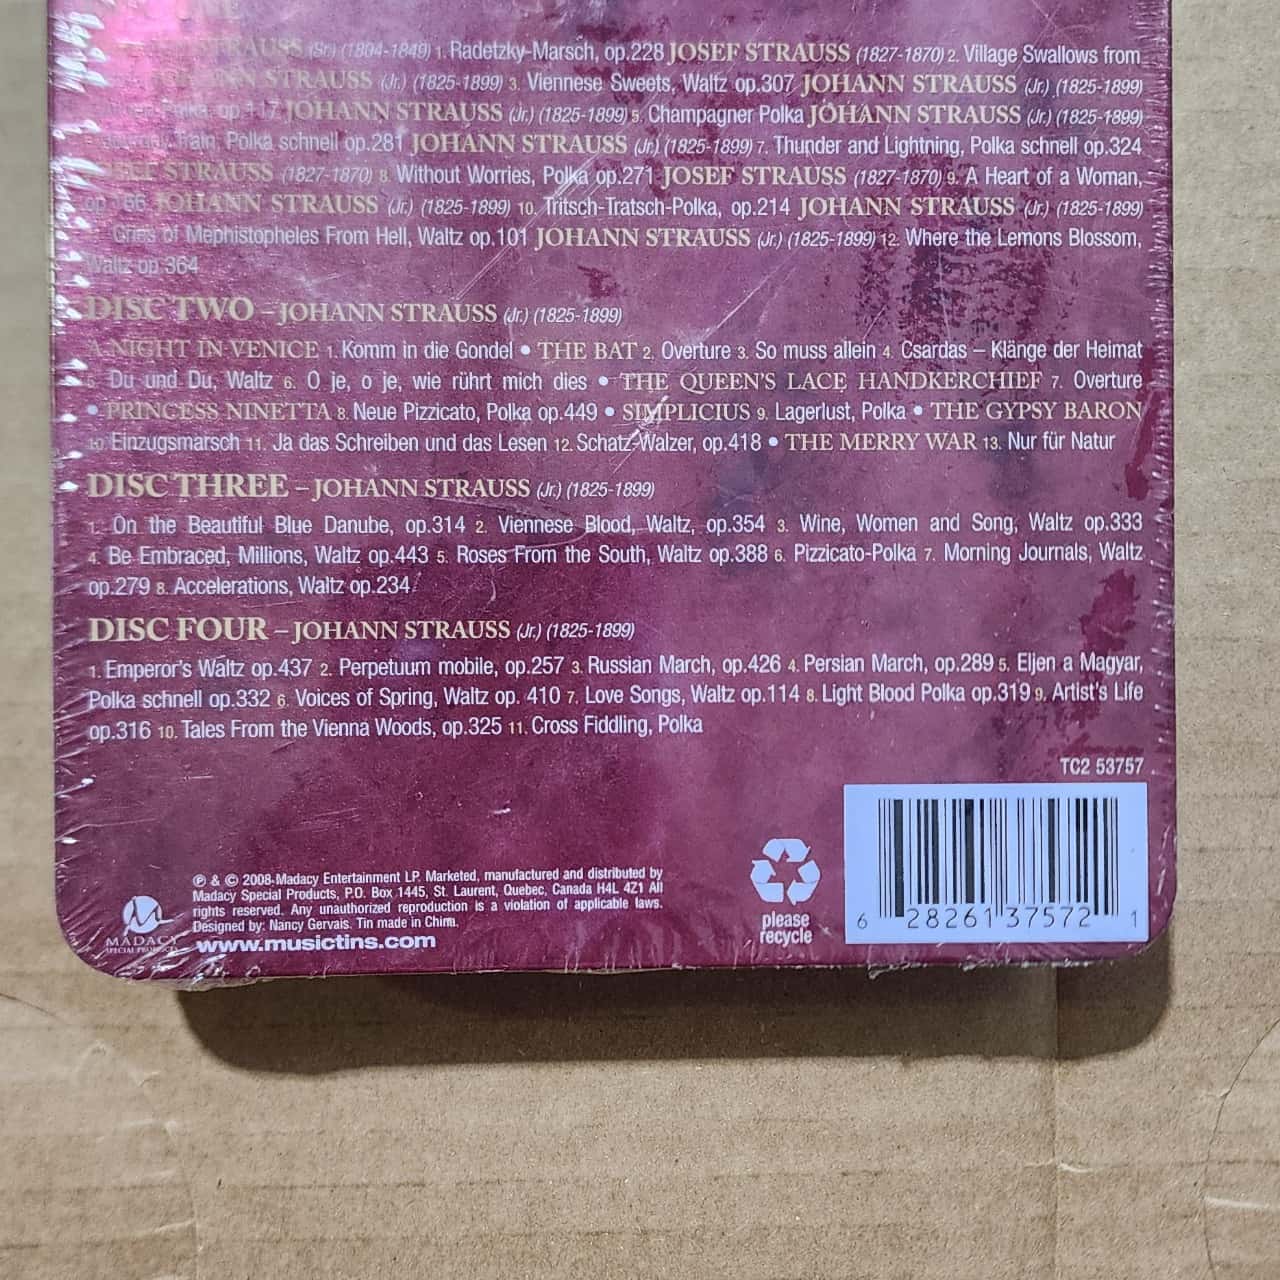 STRAUSS (Sr.) (1804-1849) 1. Radetzky-Marsch, op.228 JOSEF STRAUSS (1827-1870) 2. Village Swallows from
JOHANN STRAUSS (Jr.) (1825-1899) 3. Viennese Sweets, Waltz op.307 JOHANN STRAUSS (Jr.) (1825-1899)
Polka, op.117 JOHANN STRAUSS (Jr.) (1825-1899) 5. Champagner Polka JOHANN STRAUSS (Jr.) (1825-1899)
Train, Polka schnell op.281 JOHANN STRAUSS (Jr.) (1825-1899) 7. Thunder and Lightning, Polka schnell op.324
JOSEF STRAUSS (1827-1870) 8. Without Worries, Polka op.271 JOSEF STRAUSS (1827-1870) 9. A Heart of a Woman,
op.166 JOHANN STRAUSS (Jr.) (1825-1899) 10. Tritsch-Tratsch-Polka, op.214 JOHANN STRAUSS (Jr.) (1825-1899)
Cries of Mephistopheles From Hell, Waltz op.101 JOHANN STRAUSS (Jr.) (1825-1899) 12. Where the Lemons Blossom,
Waltz op.364
DISC TWO – JOHANN STRAUSS (Jr.) (1825-1899)
A NIGHT IN VENICE 1. Komm in die Gondel • THE BAT 2. Overture 3. So muss allein 4. Csardas – Klänge der Heimat
5. Du und Du, Waltz 6. O je, o je, wie rührt mich dies • THE QUEEN'S LACE HANDKERCHIEF 7. Overture
• PRINCESS NINETTA 8. Neue Pizzicato, Polka op.449 • SIMPLICIUS 9. Lagerlust, Polka • THE GYPSY BARON
10. Einzugsmarsch 11. Ja das Schreiben und das Lesen 12. Schatz-Walzer, op.418 • THE MERRY WAR 13. Nur für Natur
DISC THREE – JOHANN STRAUSS (Jr.) (1825-1899)
1. On the Beautiful Blue Danube, op.314 2. Viennese Blood, Waltz, op.354 3. Wine, Women and Song, Waltz op.333
4. Be Embraced, Millions, Waltz op.443 5. Roses From the South, Waltz op.388 6. Pizzicato-Polka 7. Morning Journals, Waltz
op.279 8. Accelerations, Waltz op.234
DISC FOUR – JOHANN STRAUSS (Jr.) (1825-1899)
1. Emperor's Waltz op.437 2. Perpetuum mobile, op.257 3. Russian March, op.426 4. Persian March, op.289 5. Eljen a Magyar,
Polka schnell op.332 6. Voices of Spring, Waltz op. 410 7. Love Songs, Waltz op.114 8. Light Blood Polka op.319 9. Artist's Life
op.316 10. Tales From the Vienna Woods, op.325 11. Cross Fiddling, Polka
TC2 53757
℗ & © 2008 Madacy Entertainment LP. Marketed, manufactured and distributed by
Madacy Special Products, P.O. Box 1445, St. Laurent, Quebec, Canada H4L 4Z1 All
rights reserved. Any unauthorized reproduction is a violation of applicable laws.
Designed by: Nancy Gervais. Tin made in China.
www.musictins.com
MADACY
SPECIAL PRODUCTS
please
recycle
6 28261 37572 1